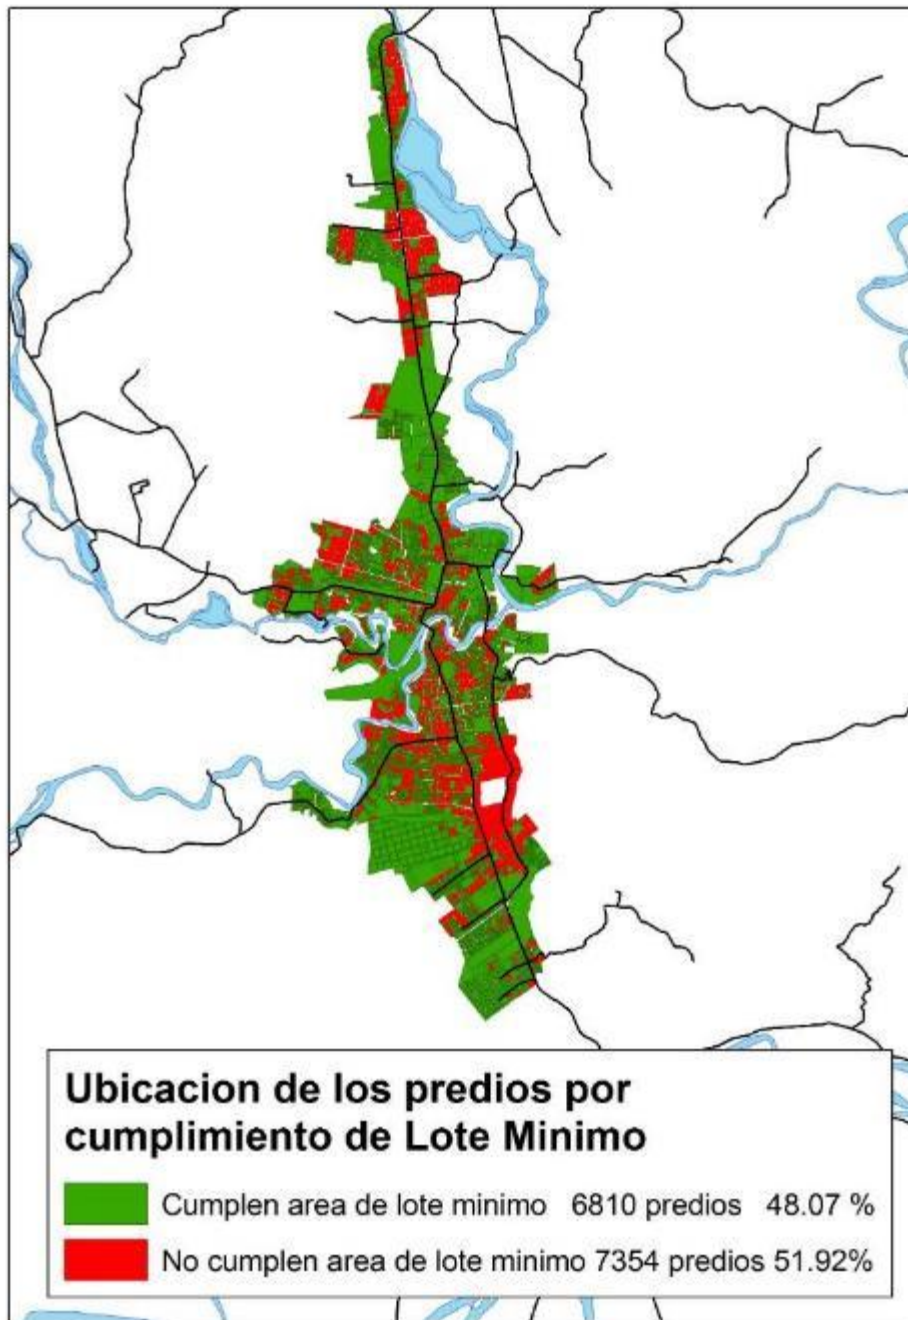 Ubicacion de los predios por
cumplimiento de Lote Minimo
Cumplen area de lote minimo 6810 predios 48.07 %
No cumplen area de lote minimo 7354 predios 51.92%